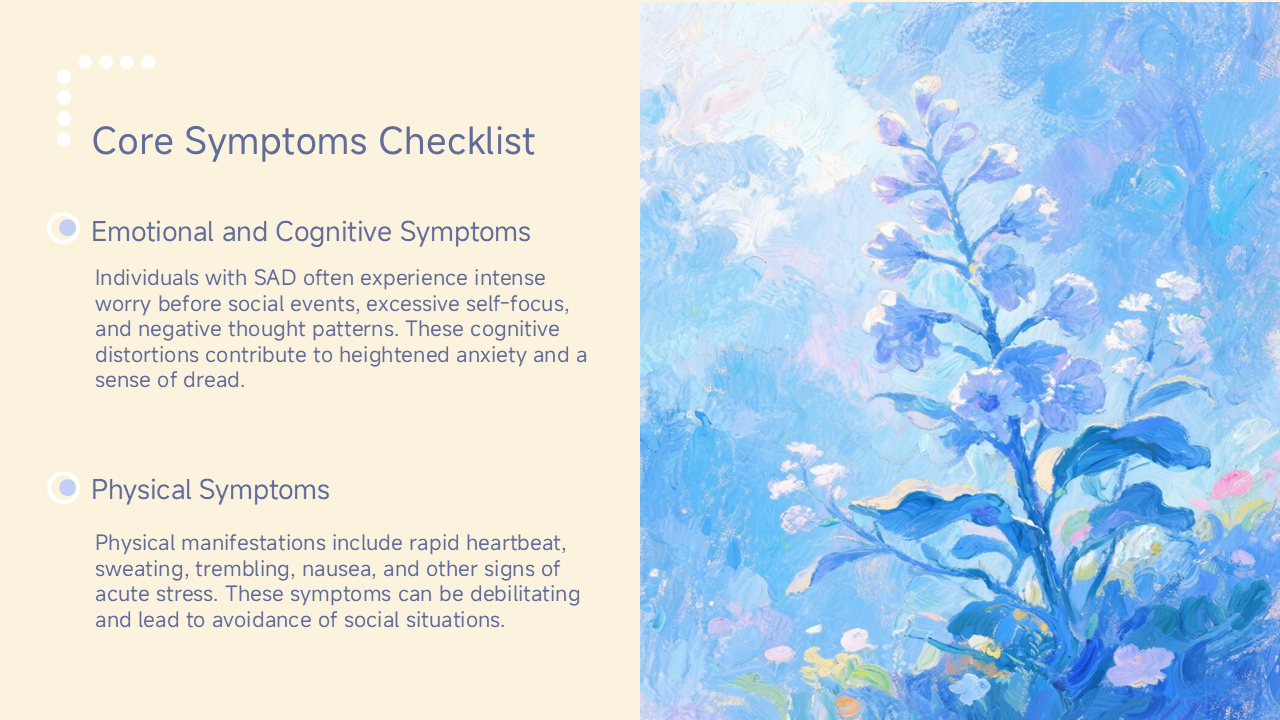 Core Symptoms Checklist
Emotional and Cognitive Symptoms
Individuals with SAD often experience intense
worry before social events, excessive self-focus,
and negative thought patterns. These cognitive
distortions contribute to heightened anxiety and a
sense of dread.
Physical Symptoms
Physical manifestations include rapid heartbeat,
sweating, trembling, nausea, and other signs of
acute stress. These symptoms can be debilitating
and lead to avoidance of social situations.